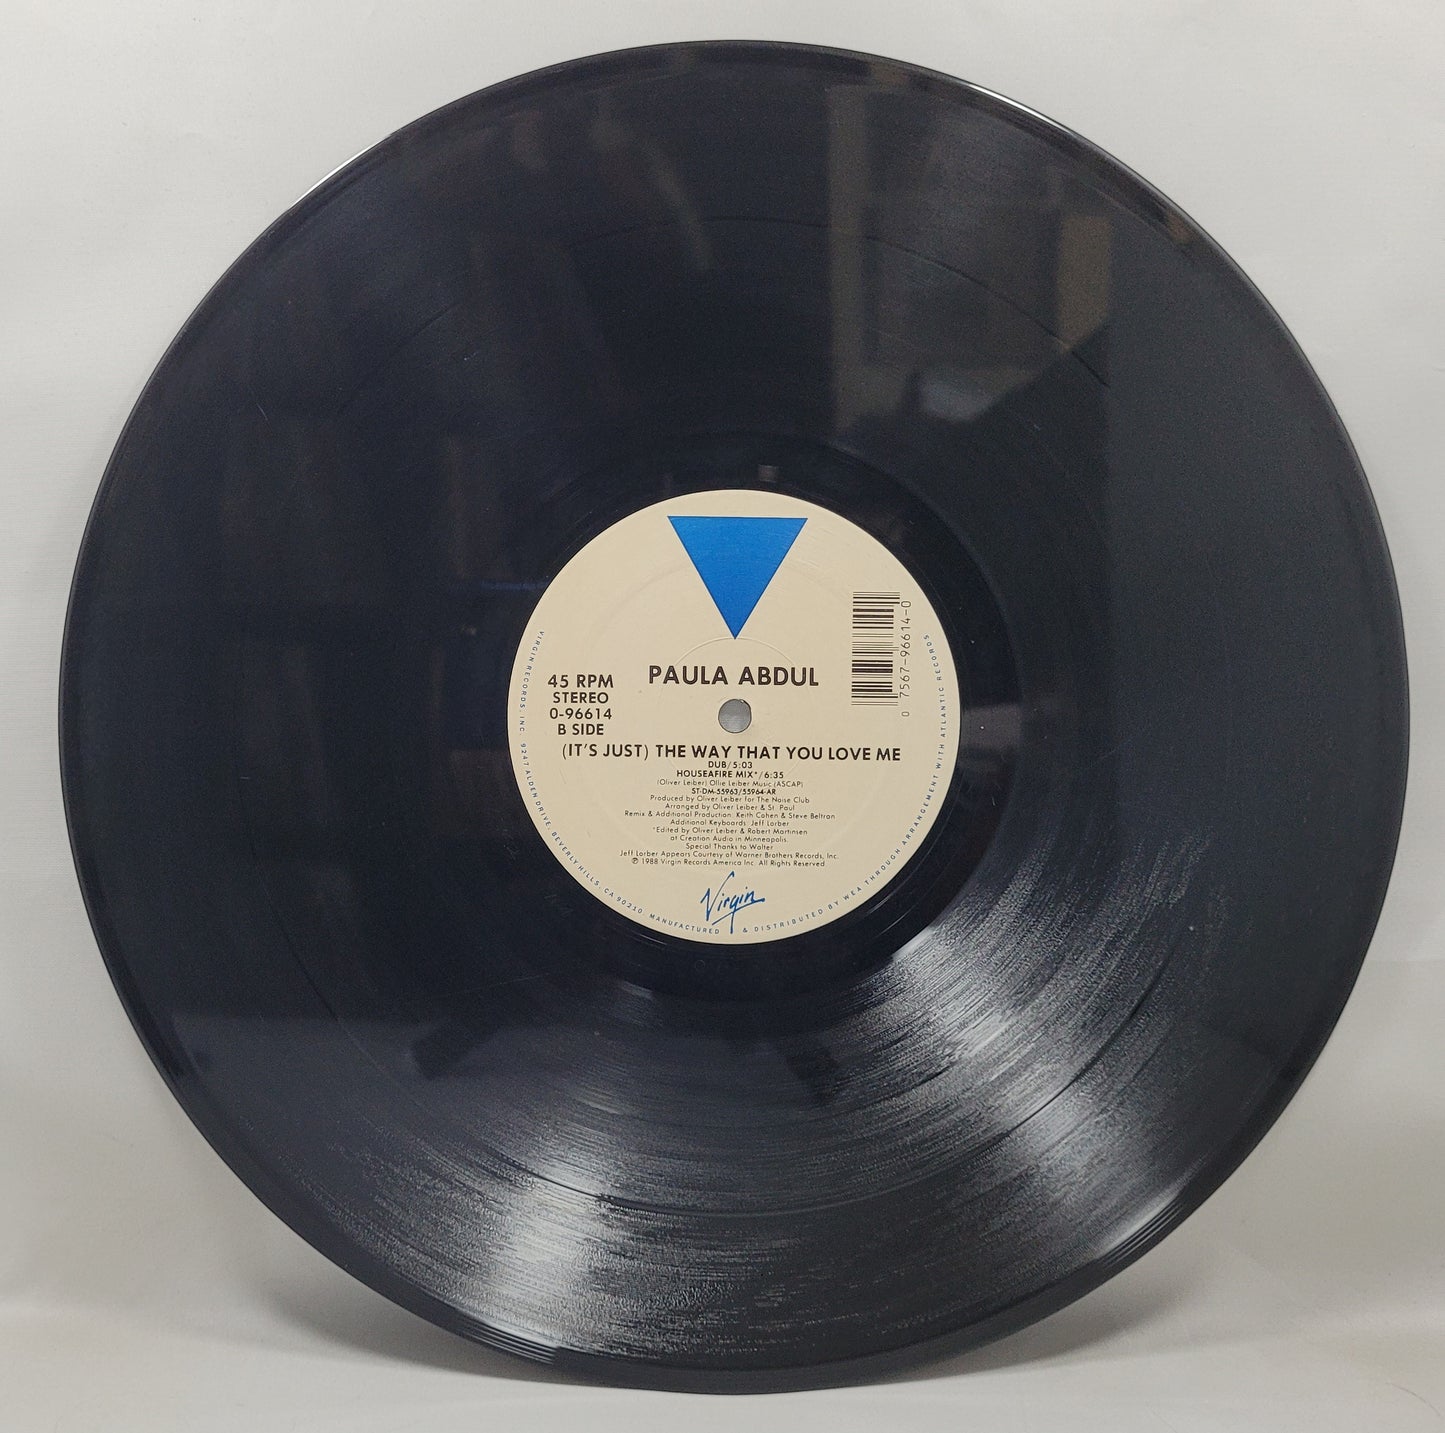 PAULA ABDUL
45 RPM
STEREO
0-96614
B SIDE
0 7567-96614-0
(IT'S JUST) THE WAY THAT YOU LOVE ME
DUB/5:03
HOUSEAFIRE MIX*/6:35
(Oliver Leiber) Ollie Leiber Music (ASCAP)
ST-DM-55963/55964-AR
Produced by Oliver Leiber for The Noise Club
Arranged by Oliver Leiber & St. Paul
Remix & Additional Production: Keith Cohen & Steve Beltran
Additional Keyboards: Jeff Lorber
*Edited by Oliver Leiber & Robert Martinsen
at Creation Audio in Minneapolis.
Special Thanks to Walter
Jeff Lorber Appears Courtesy of Warner Brothers Records, Inc.
℗ 1988 Virgin Records America Inc. All Rights Reserved
Virgin
VIRGIN RECORDS, INC. 9247 ALDEN DRIVE, BEVERLY HILLS, CA 90210. MANUFACTURED & DISTRIBUTED BY WEA THROUGH ARRANGEMENT WITH ATLANTIC RECORDS